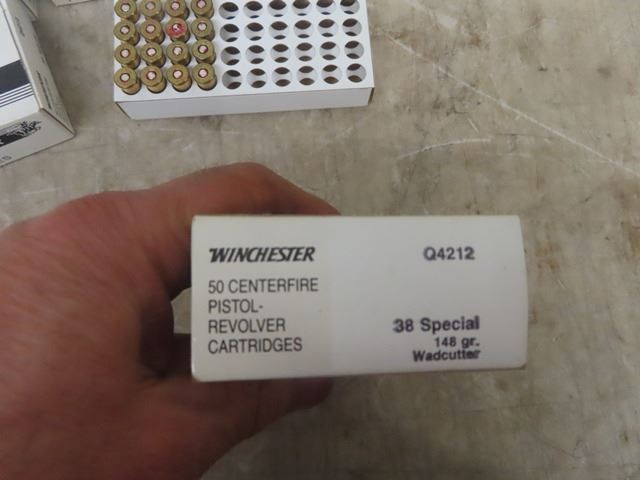 WINCHESTER
Q4212
50 CENTERFIRE
PISTOL-
REVOLVER
CARTRIDGES
38 Special
148 gr.
Wadcutter